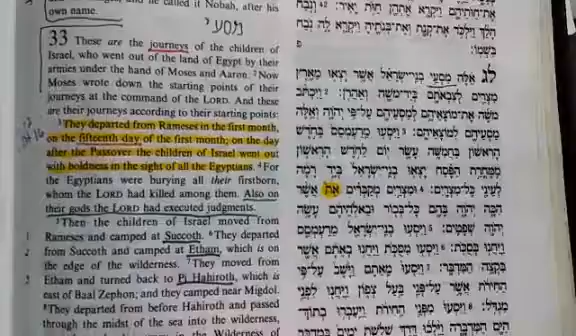 and he called it Nobah, after his
own name.
מסעי
33 These are the journeys of the children of
Israel, who went out of the land of Egypt by their
armies under the hand of Moses and Aaron. ²Now
Moses wrote down the starting points of their
journeys at the command of the LORD. And these
are their journeys according to their starting points:
³They departed from Rameses in the first month,
on the fifteenth day of the first month; on the day
after the Passover the children of Israel went out
with boldness in the sight of all the Egyptians. ⁴For
the Egyptians were burying all their firstborn,
whom the LORD had killed among them. Also on
their gods the LORD had executed judgments.
⁵Then the children of Israel moved from
Rameses and camped at Succoth. ⁶They departed
from Succoth and camped at Etham, which is on
the edge of the wilderness. ⁷They moved from
Etham and turned back to Pi Hahiroth, which is
east of Baal Zephon; and they camped near Migdol.
⁸They departed from before Hahiroth and passed
through the midst of the sea into the wilderness,
Wilderness of
את־חותיהם ויקרא אתהן חות יאיר: 42 ונבח
הלך וילכד את־קנת ואת־בנתיה ויקרא לה נבח
בשמו: פ
לג אלה מסעי בני־ישראל אשר יצאו מארץ
מצרים לצבאתם ביד־משה ואהרן: 2 ויכתב
משה את־מוצאיהם למסעיהם על־פי יהוה ואלה
מסעיהם למוצאיהם: 3 ויסעו מרעמסס בחדש
הראשון בחמשה עשר יום לחדש הראשון
ממחרת הפסח יצאו בני־ישראל ביד רמה
לעיני כל־מצרים: 4 ומצרים מקברים את אשר
הכה יהוה בהם כל־בכור ובאלהיהם עשה
יהוה שפטים: 5 ויסעו בני־ישראל מרעמסס
ויחנו בסכת: 6 ויסעו מסכת ויחנו באתם אשר
בקצה המדבר: 7 ויסעו מאתם וישב על־פי
החירת אשר על־פני בעל צפון ויחנו לפני
מגדל: 8 ויסעו מפני החירת ויעברו בתוך־
הים המדברה וילכו דרך שלשת ימים במדבר